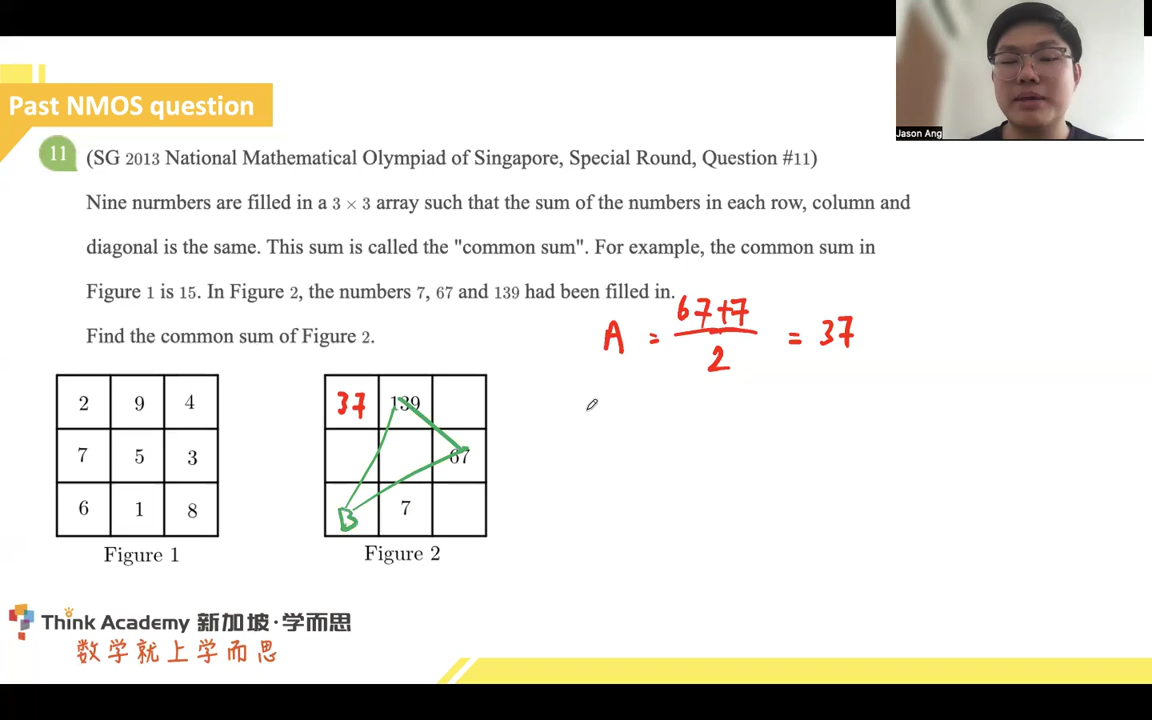 Past NMOS question
Jason Ang
11 (SG 2013 National Mathematical Olympiad of Singapore, Special Round, Question #11)
Nine nurmbers are filled in a 3 × 3 array such that the sum of the numbers in each row, column and
diagonal is the same. This sum is called the "common sum". For example, the common sum in
Figure 1 is 15. In Figure 2, the numbers 7, 67 and 139 had been filled in.
Find the common sum of Figure 2.
A = (67+7)/2 = 37
2 9 4
7 5 3
6 1 8
Figure 1
37 139
67
B 7
Figure 2
Think Academy 新加坡·学而思
数学就上学而思